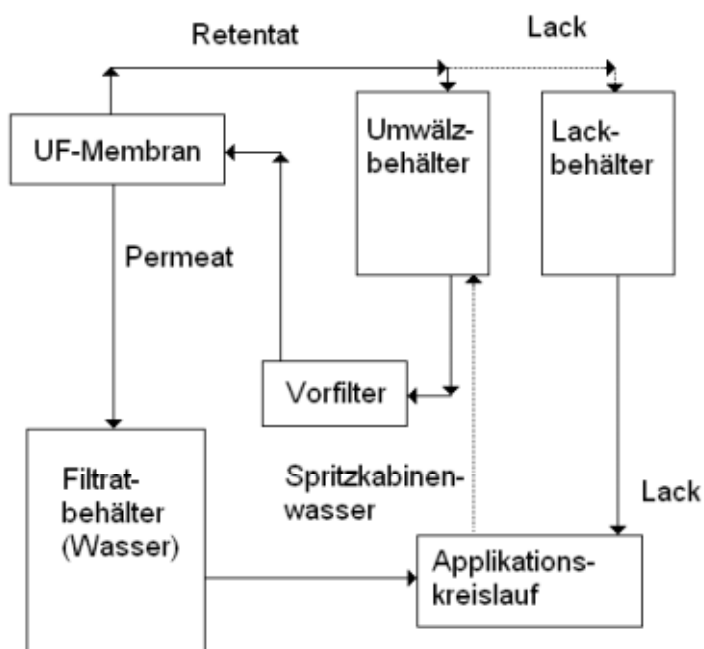 Retentat
Lack
UF-Membran
Umwälz-
behälter
Lack-
behälter
Permeat
Vorfilter
Filtrat-
behälter
(Wasser)
Spritzkabinen-
wasser
Lack
Applikations-
kreislauf